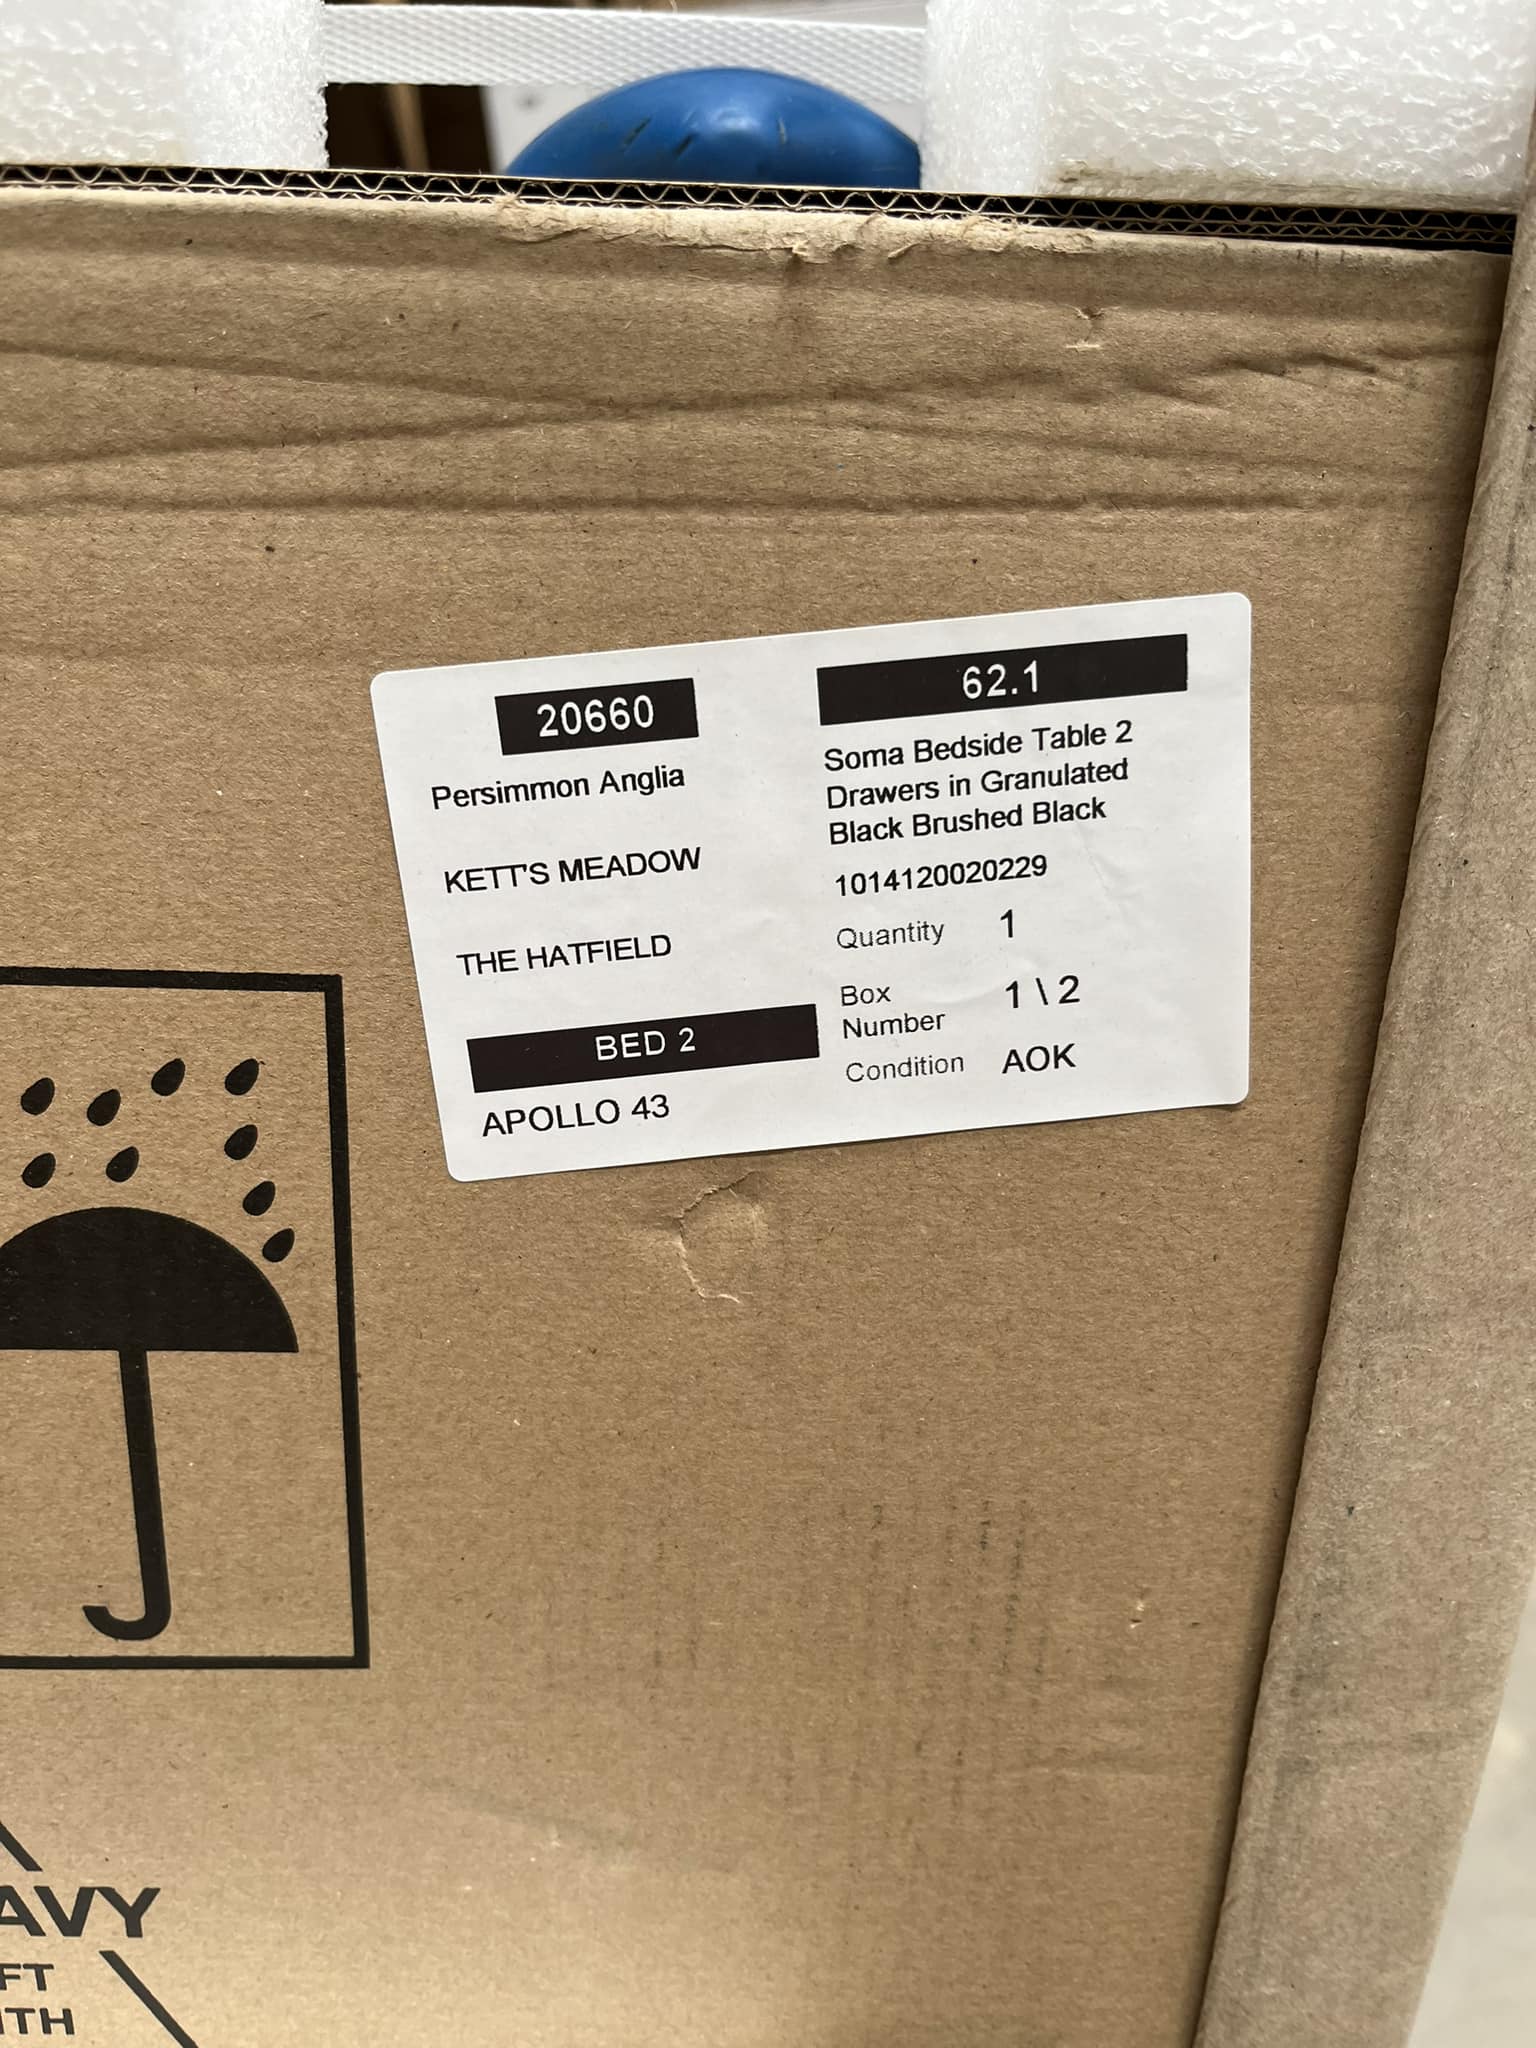 20660
Persimmon Anglia
KETT'S MEADOW
THE HATFIELD
BED 2
APOLLO 43
62.1
Soma Bedside Table 2
Drawers in Granulated
Black Brushed Black
1014120020229
Quantity 1
Box
Number 1 \ 2
Condition AOK
AVY
FT
ITH